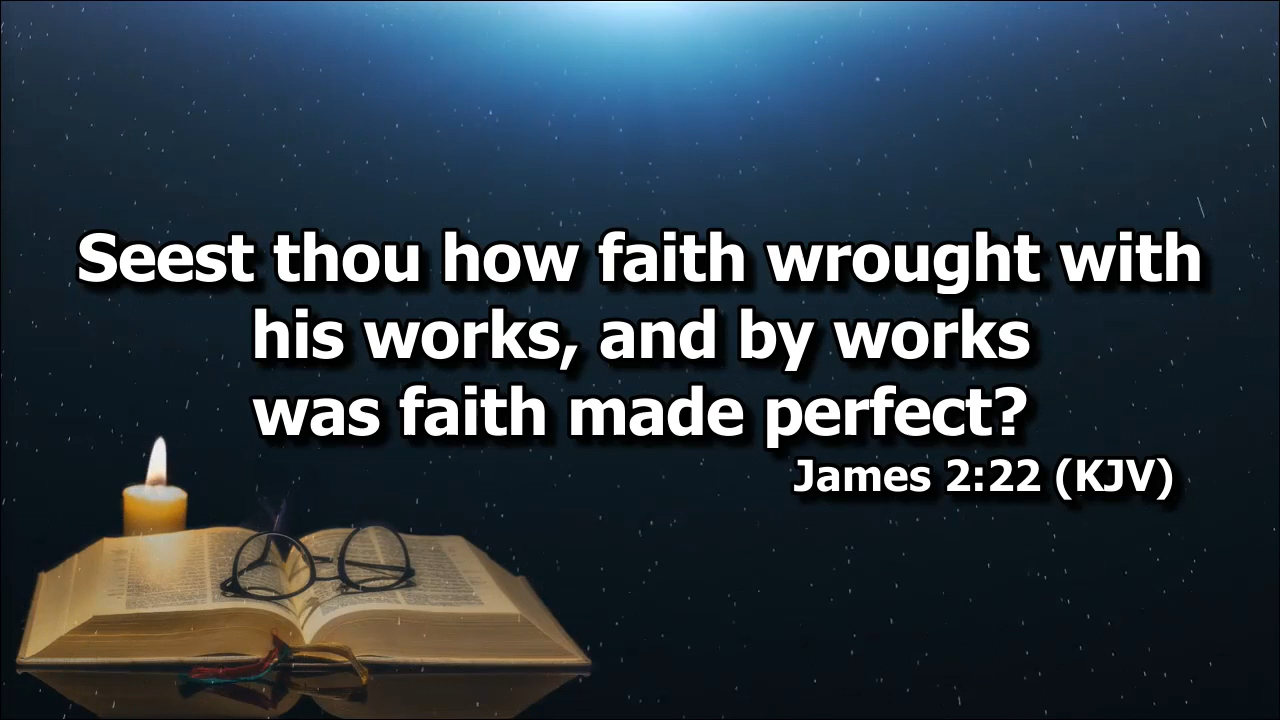 Seest thou how faith wrought with
his works, and by works
was faith made perfect?
James 2:22 (KJV)